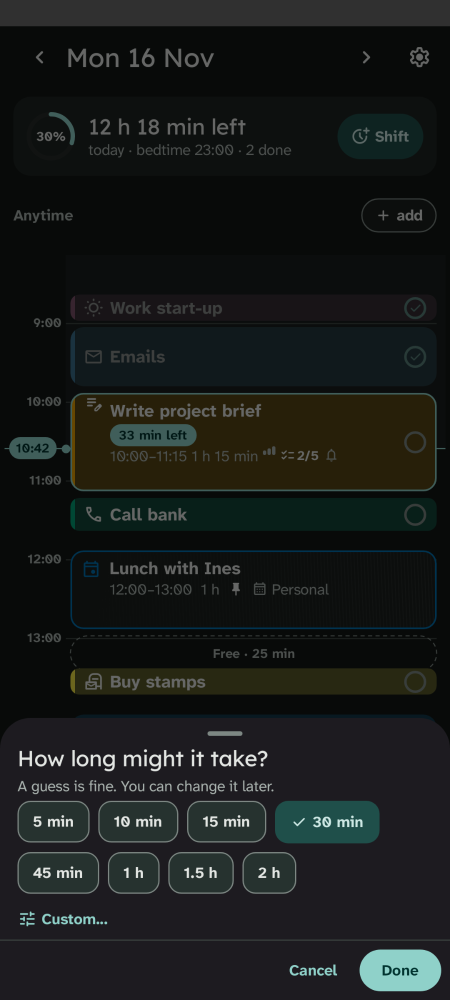 Mon 16 Nov
30%
12 h 18 min left
today · bedtime 23:00 · 2 done
Shift
Anytime
+ add
Work start-up
9:00
Emails
10:00
Write project brief
33 min left
10:42
10:00–11:15 1 h 15 min 2/5
11:00
Call bank
12:00
Lunch with Ines
12:00–13:00 1 h Personal
13:00
Free · 25 min
Buy stamps
How long might it take?
A guess is fine. You can change it later.
5 min 10 min 15 min 30 min
45 min 1 h 1.5 h 2 h
Custom...
Cancel Done